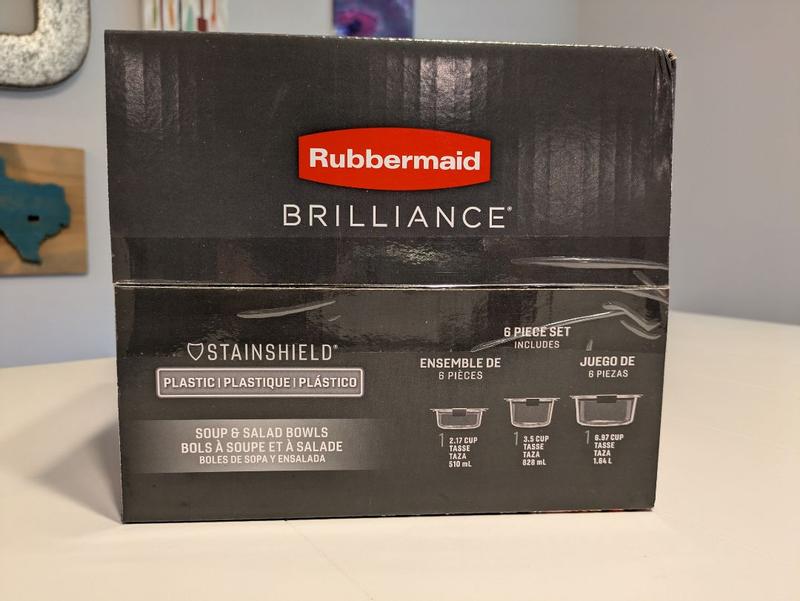 Rubbermaid
BRILLIANCE®
STAINSHIELD®
PLASTIC | PLASTIQUE | PLÁSTICO
SOUP & SALAD BOWLS
BOLS À SOUPE ET À SALADE
BOLES DE SOPA Y ENSALADA
6 PIECE SET
INCLUDES
ENSEMBLE DE
6 PIÈCES
JUEGO DE
6 PIEZAS
1 2.17 CUP
TASSE
TAZA
510 mL
1 3.5 CUP
TASSE
TAZA
828 mL
1 6.97 CUP
TASSE
TAZA
1.64 L